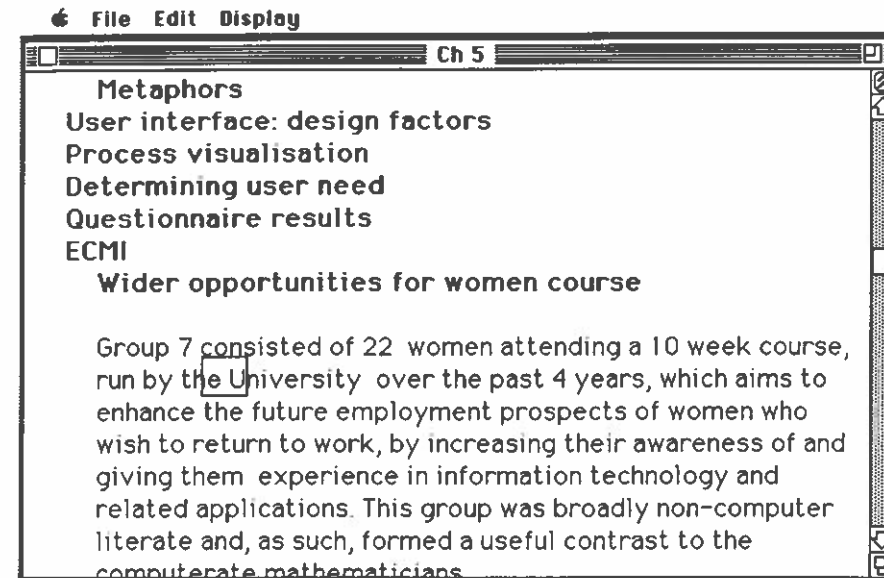 File Edit Display
Ch 5
Metaphors
User interface: design factors
Process visualisation
Determining user need
Questionnaire results
ECMI
Wider opportunities for women course
Group 7 consisted of 22 women attending a 10 week course,
run by the University over the past 4 years, which aims to
enhance the future employment prospects of women who
wish to return to work, by increasing their awareness of and
giving them experience in information technology and
related applications. This group was broadly non-computer
literate and, as such, formed a useful contrast to the
computerate mathematicians